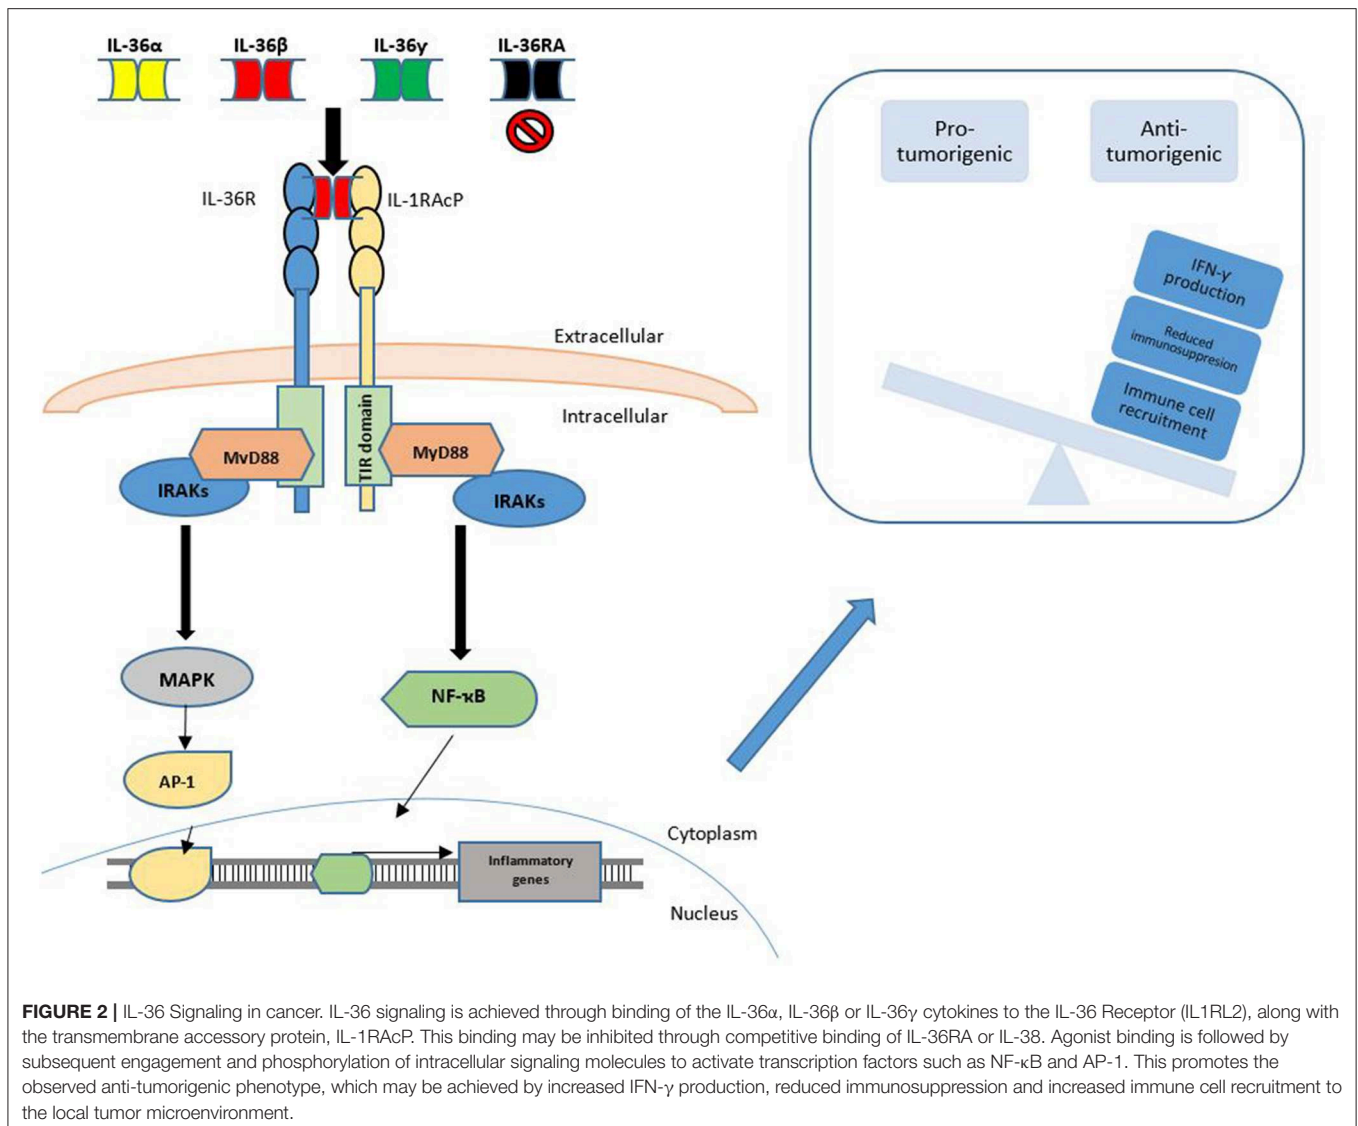 IL-36α
IL-36β
IL-36γ
IL-36RA
Pro-
tumorigenic
Anti-
tumorigenic
IL-36R
IL-1RAcP
IFN-γ
production
Reduced
immunosuppresion
Immune cell
recruitment
Extracellular
Intracellular
TIR domain
MvD88
MyD88
IRAKs
IRAKs
MAPK
NF-κB
AP-1
Cytoplasm
Inflammatory
genes
Nucleus
FIGURE 2 | IL-36 Signaling in cancer. IL-36 signaling is achieved through binding of the IL-36α, IL-36β or IL-36γ cytokines to the IL-36 Receptor (IL1RL2), along with
the transmembrane accessory protein, IL-1RAcP. This binding may be inhibited through competitive binding of IL-36RA or IL-38. Agonist binding is followed by
subsequent engagement and phosphorylation of intracellular signaling molecules to activate transcription factors such as NF-κB and AP-1. This promotes the
observed anti-tumorigenic phenotype, which may be achieved by increased IFN-γ production, reduced immunosuppression and increased immune cell recruitment to
the local tumor microenvironment.